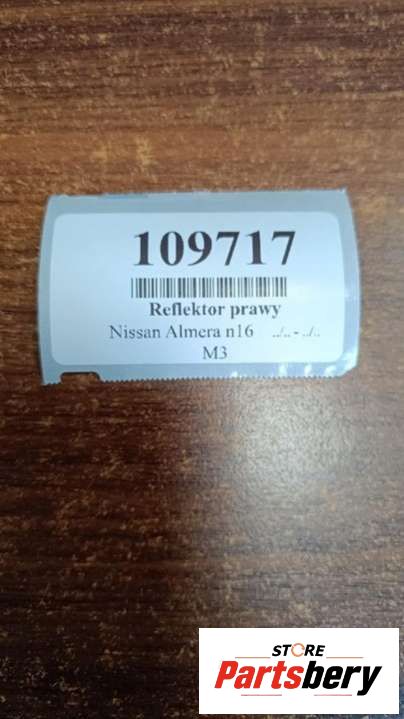 109717
Reflektor prawy
Nissan Almera n16 ../.. - ../..
M3
STORE
Partsbery